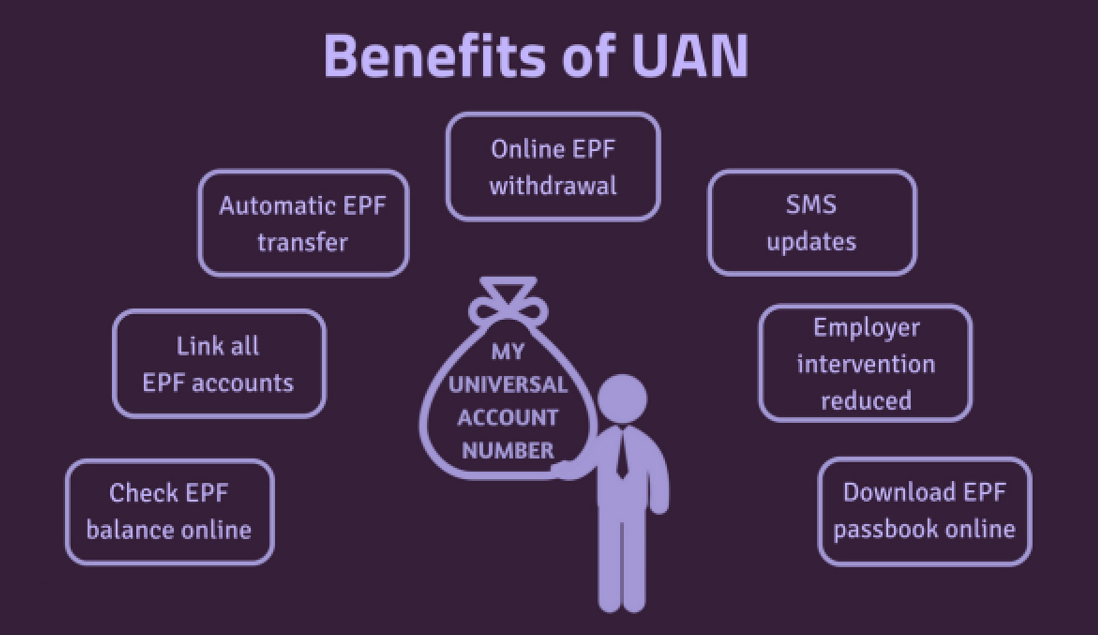 Benefits of UAN
Online EPF
withdrawal
Automatic EPF
transfer
SMS
updates
Link all
EPF accounts
MY
UNIVERSAL
ACCOUNT
NUMBER
Employer
intervention
reduced
Check EPF
balance online
Download EPF
passbook online